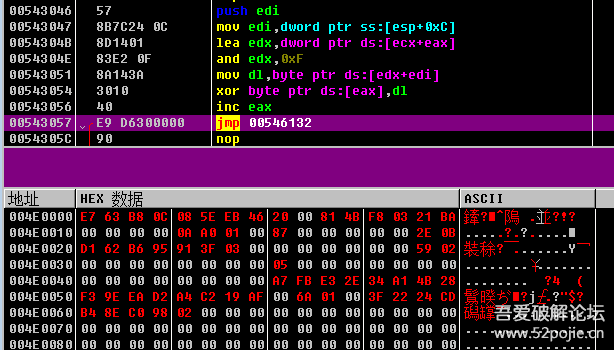 00543046 57 push edi
00543047 8B7C24 0C mov edi,dword ptr ss:[esp+0xC]
0054304B 8D1401 lea edx,dword ptr ds:[ecx+eax]
0054304E 83E2 0F and edx,0xF
00543051 8A143A mov dl,byte ptr ds:[edx+edi]
00543054 3010 xor byte ptr ds:[eax],dl
00543056 40 inc eax
00543057 E9 D6300000 jmp 00546132
0054305C 90 nop
地址 HEX 数据 ASCII
004E0000 E7 63 B8 0C 08 5E EB 46 20 00 81 4B F8 03 21 BA
004E0010 00 00 00 00 0A A0 01 00 87 00 00 00 00 00 2E 0B
004E0020 D1 62 B6 95 91 3F 03 00 00 00 00 00 00 00 59 02
004E0030 00 00 00 00 00 00 00 00 05 00 00 00 00 00 00 00
004E0040 00 00 00 00 00 00 00 00 A7 FB E3 2E 34 A1 4B 28
004E0050 F3 9E EA D2 A4 C2 19 AF 00 6A 01 00 3F 22 24 CD
004E0060 B4 8E C0 98 02 00 00 00 00 00 00 00 00 00 00 00
004E0070 00 00 00 00 00 00 00 00 00 00 00 00 00 00 00 00
004E0080 00 00 00 00 00 00 00 00 00 00 00 00 00 00 00 00
吾爱破解论坛
www.52pojie.cn